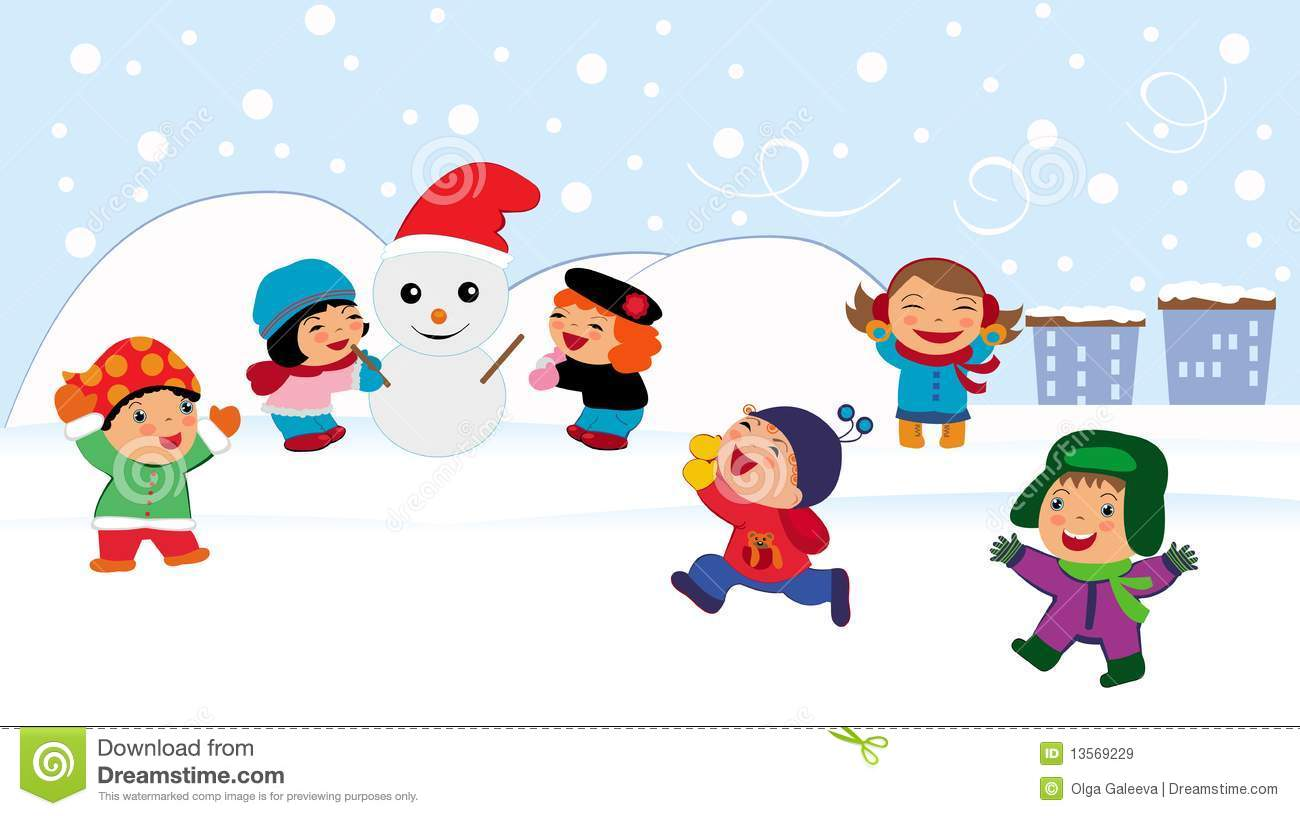 Download from
Dreamstime.com
This watermarked comp image is for previewing purposes only.
ID 13569229
© Olga Galeeva | Dreamstime.com
dreamstime